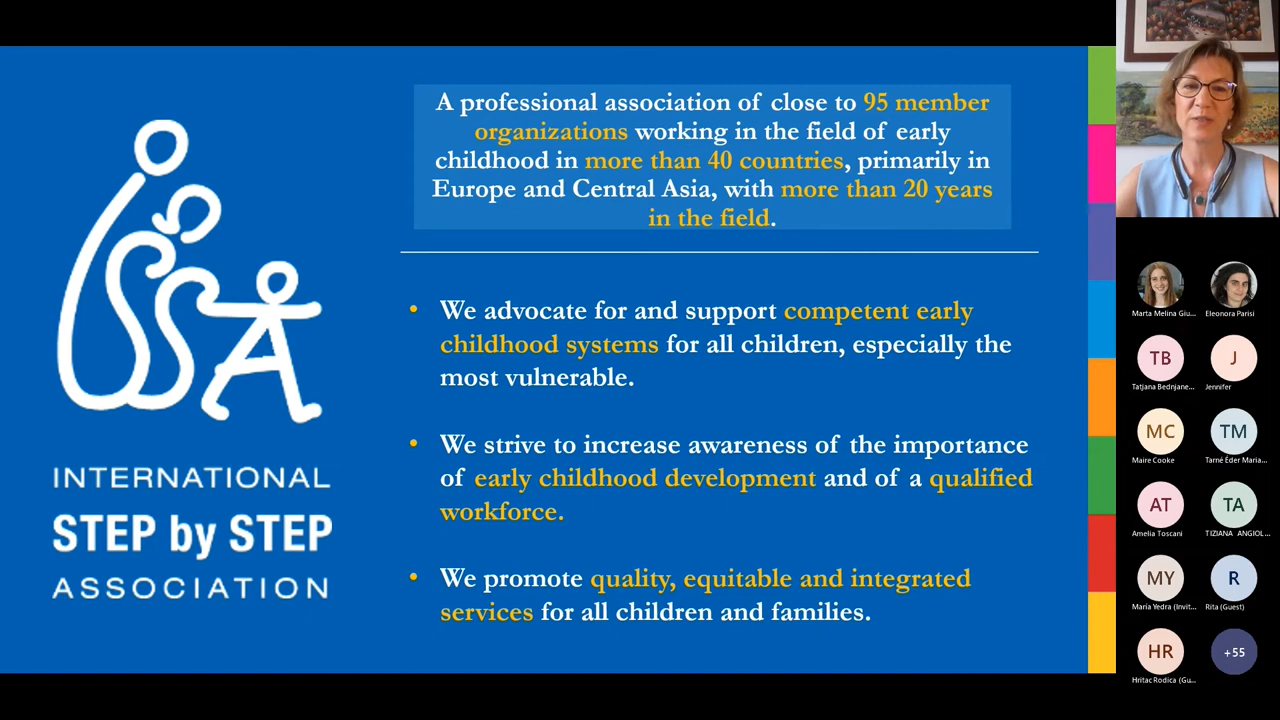 A professional association of close to 95 member
organizations working in the field of early
childhood in more than 40 countries, primarily in
Europe and Central Asia, with more than 20 years
in the field.
• We advocate for and support competent early
childhood systems for all children, especially the
most vulnerable.
• We strive to increase awareness of the importance
of early childhood development and of a qualified
workforce.
• We promote quality, equitable and integrated
services for all children and families.
INTERNATIONAL
STEP by STEP
ASSOCIATION
Marta Melina Giu...
Eleonora Parisi
TB
J
Tatjana Bednjane...
Jennifer
MC
TM
Maire Cooke
Tarné Éder Maria...
AT
TA
Amelia Toscani
TIZIANA ANGIOL...
MY
R
María Yedra (Invit...
Rita (Guest)
HR
+55
Hritac Rodica (Gu...